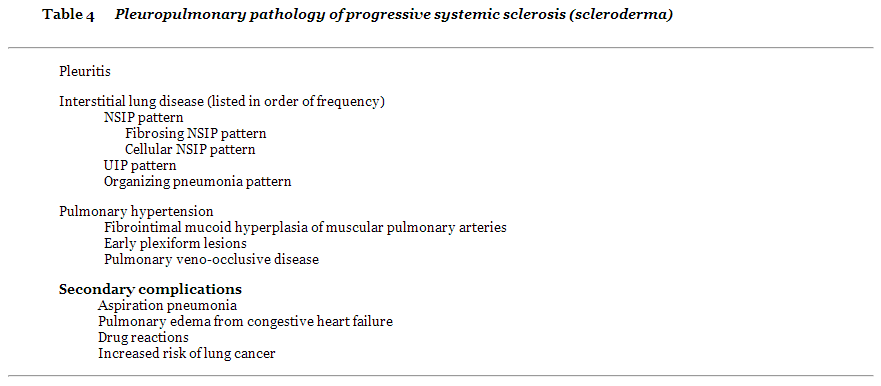 Table 4 Pleuropulmonary pathology of progressive systemic sclerosis (scleroderma)
Pleuritis
Interstitial lung disease (listed in order of frequency)
NSIP pattern
Fibrosing NSIP pattern
Cellular NSIP pattern
UIP pattern
Organizing pneumonia pattern
Pulmonary hypertension
Fibrointimal mucoid hyperplasia of muscular pulmonary arteries
Early plexiform lesions
Pulmonary veno-occlusive disease
Secondary complications
Aspiration pneumonia
Pulmonary edema from congestive heart failure
Drug reactions
Increased risk of lung cancer